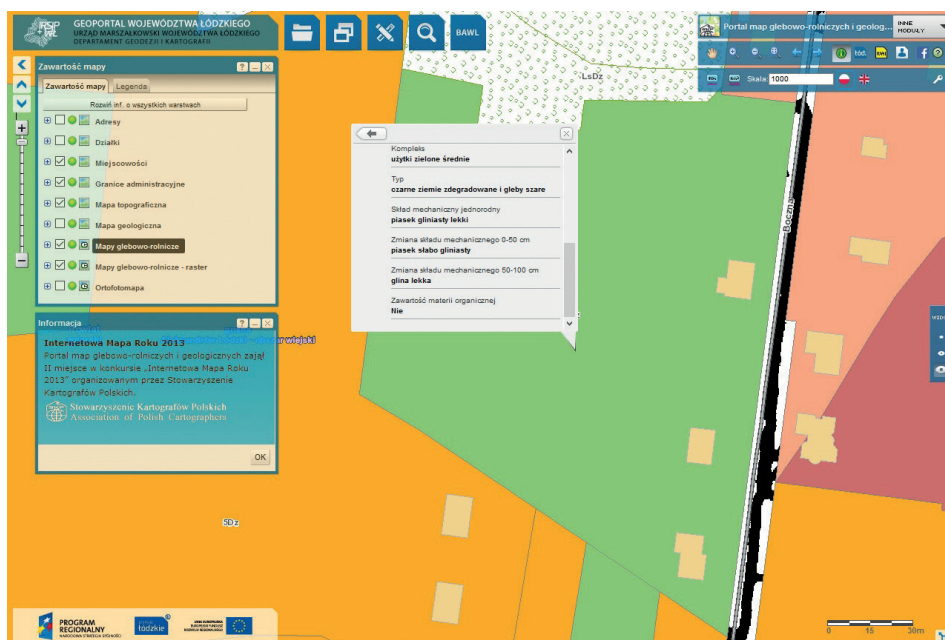 GEOPORTAL WOJEWÓDZTWA ŁÓDZKIEGO
URZĄD MARSZAŁKOWSKI WOJEWÓDZTWA ŁÓDZKIEGO
DEPARTAMENT GEODEZJI I KARTOGRAFII
BAWL
Portal map glebowo-rolniczych i geolog...
INNE
MODUŁY
Skala: 1000
Zawartość mapy
Zawartość mapy
Legenda
Rozwiń inf. o wszystkich warstwach
Adresy
Działki
Miejscowości
Granice administracyjne
Mapa topograficzna
Mapa geologiczna
Mapy glebowo-rolnicze
Mapy glebowo-rolnicze - raster
Ortofotomapa
LsDz
Boczna
Kompleks
użytki zielone średnie
Typ
czarne ziemie zdegradowane i gleby szare
Skład mechaniczny jednorodny
piasek gliniasty lekki
Zmiana składu mechanicznego 0-50 cm
piasek słabo gliniasty
Zmiana składu mechanicznego 50-100 cm
glina lekka
Zawartość materii organicznej
Nie
Informacja
Internetowa Mapa Roku 2013
Portal map glebowo-rolniczych i geologicznych zajął
II miejsce w konkursie „Internetowa Mapa Roku
2013” organizowanym przez Stowarzyszenie
Kartografów Polskich.
Stowarzyszenie Kartografów Polskich
Association of Polish Cartographers
OK
wiejski
5Dz
PROGRAM
REGIONALNY
NARODOWA STRATEGIA SPÓJNOŚCI
łódzkie
UNIA EUROPEJSKA
0 15 30m